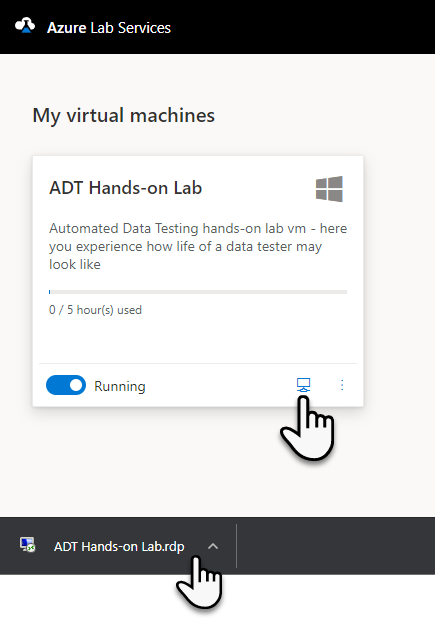 Azure Lab Services
My virtual machines
ADT Hands-on Lab
Automated Data Testing hands-on lab vm - here
you experience how life of a data tester may
look like
0 / 5 hour(s) used
Running
ADT Hands-on Lab.rdp